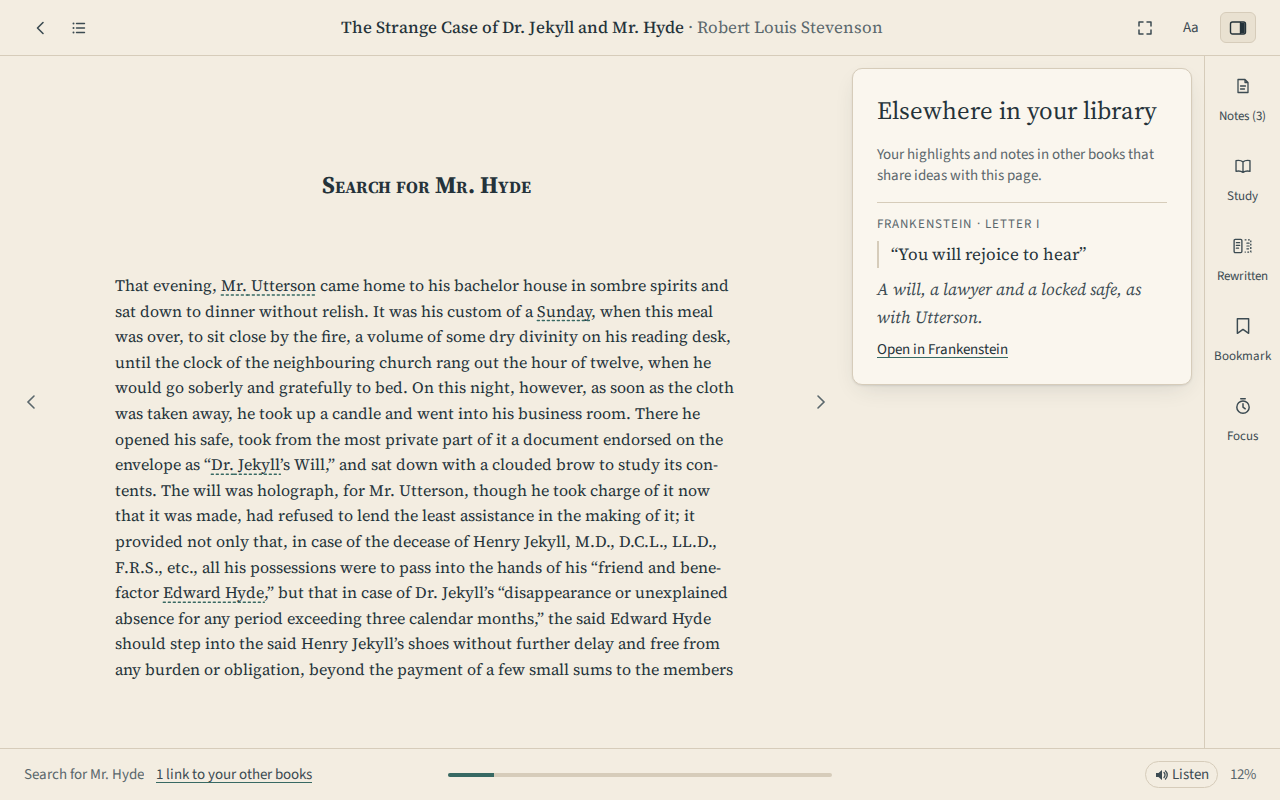 The Strange Case of Dr. Jekyll and Mr. Hyde · Robert Louis Stevenson
Aa
Search for Mr. Hyde
That evening, Mr. Utterson came home to his bachelor house in sombre spirits and
sat down to dinner without relish. It was his custom of a Sunday, when this meal
was over, to sit close by the fire, a volume of some dry divinity on his reading desk,
until the clock of the neighbouring church rang out the hour of twelve, when he
would go soberly and gratefully to bed. On this night, however, as soon as the cloth
was taken away, he took up a candle and went into his business room. There he
opened his safe, took from the most private part of it a document endorsed on the
envelope as “Dr. Jekyll’s Will,” and sat down with a clouded brow to study its con-
tents. The will was holograph, for Mr. Utterson, though he took charge of it now
that it was made, had refused to lend the least assistance in the making of it; it
provided not only that, in case of the decease of Henry Jekyll, M.D., D.C.L., LL.D.,
F.R.S., etc., all his possessions were to pass into the hands of his “friend and bene-
factor Edward Hyde,” but that in case of Dr. Jekyll’s “disappearance or unexplained
absence for any period exceeding three calendar months,” the said Edward Hyde
should step into the said Henry Jekyll’s shoes without further delay and free from
any burden or obligation, beyond the payment of a few small sums to the members
Elsewhere in your library
Your highlights and notes in other books that
share ideas with this page.
FRANKENSTEIN · LETTER I
“You will rejoice to hear”
A will, a lawyer and a locked safe, as
with Utterson.
Open in Frankenstein
Notes (3)
Study
Rewritten
Bookmark
Focus
Search for Mr. Hyde
1 link to your other books
Listen
12%